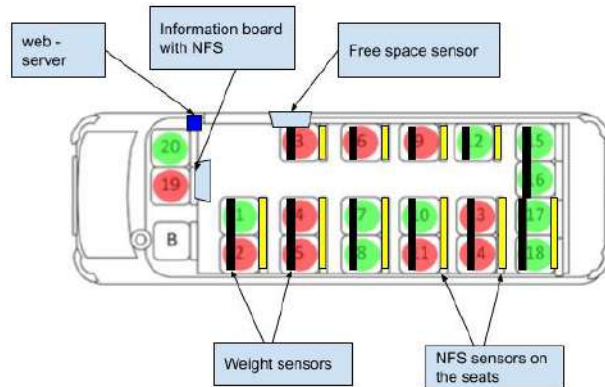 Information board
with NFS
web -
server
Free space sensor
20
3
6
9
12
15
19
16
B
1
4
7
10
13
17
2
5
8
11
14
18
Weight sensors
NFS sensors on
the seats